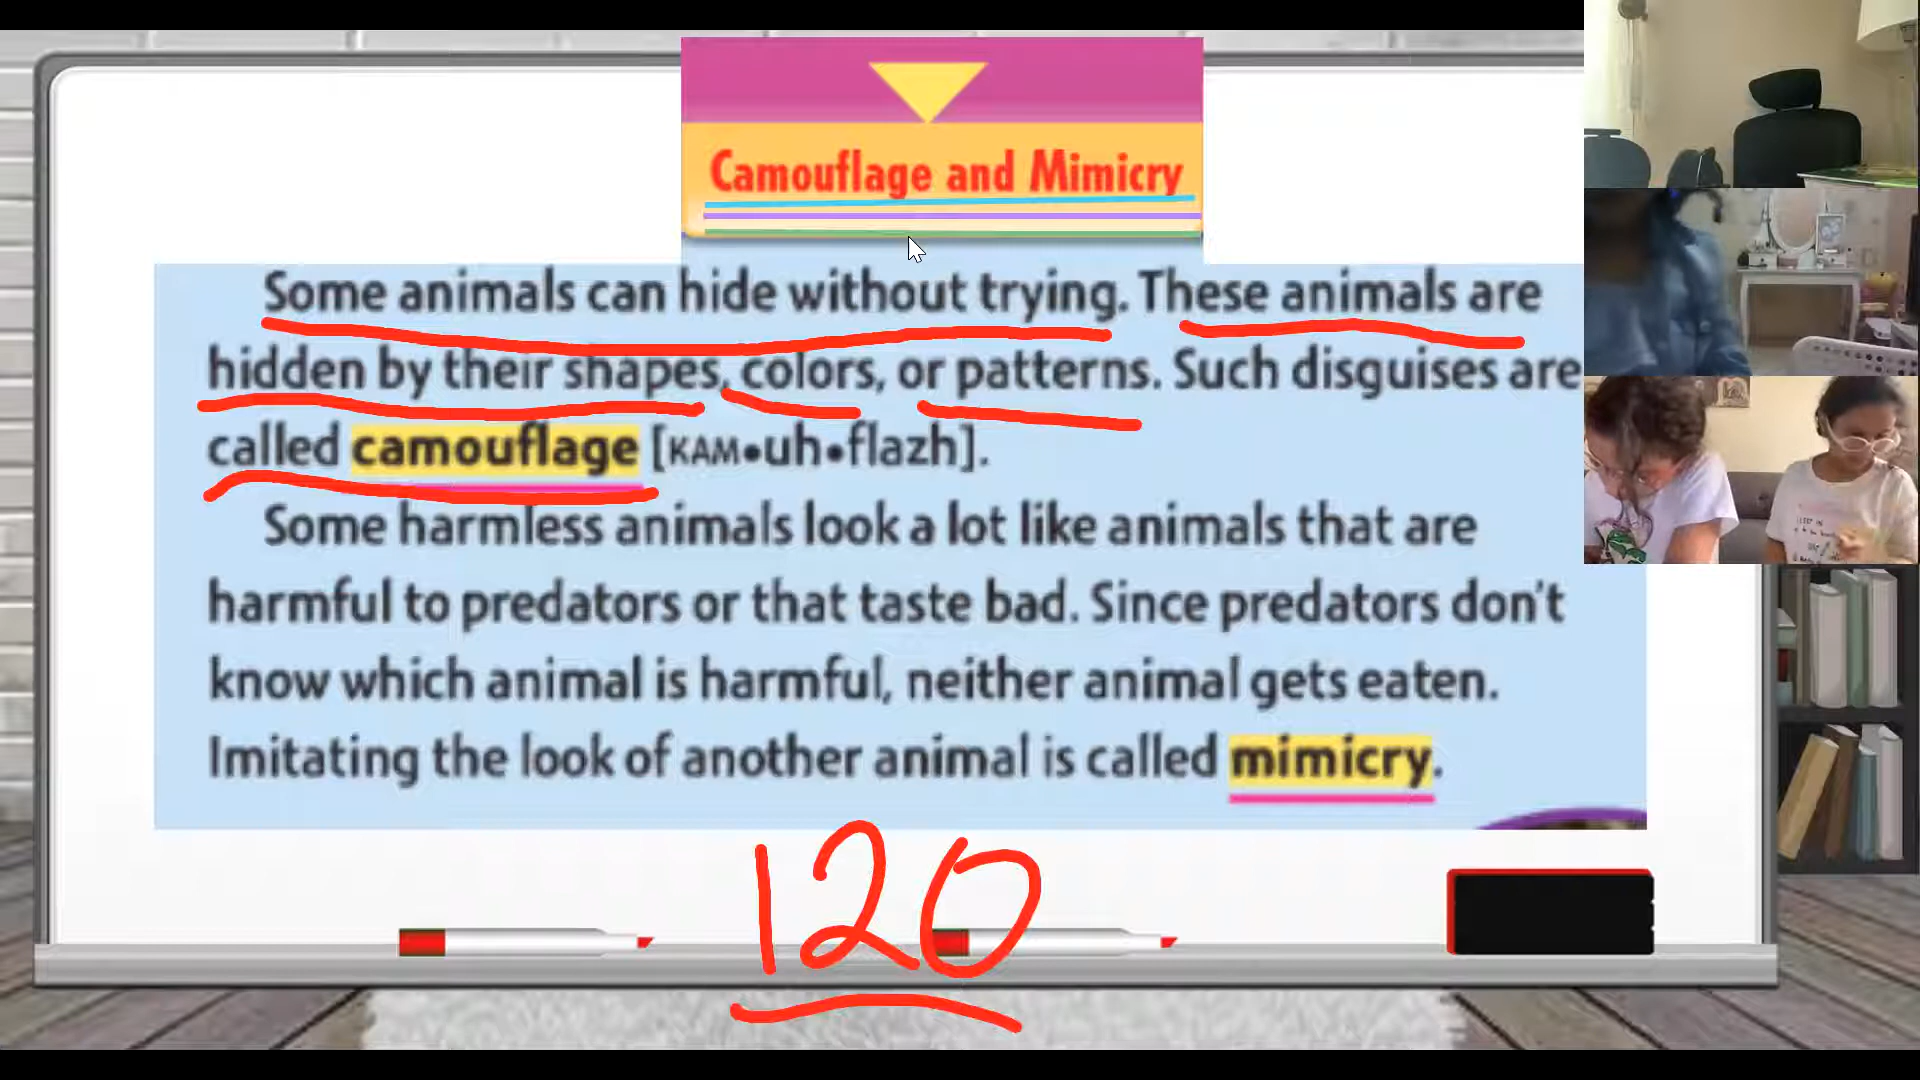 Camouflage and Mimicry
Some animals can hide without trying. These animals are
hidden by their shapes, colors, or patterns. Such disguises are
called camouflage [KAM•uh•flazh].
Some harmless animals look a lot like animals that are
harmful to predators or that taste bad. Since predators don't
know which animal is harmful, neither animal gets eaten.
Imitating the look of another animal is called mimicry.
120